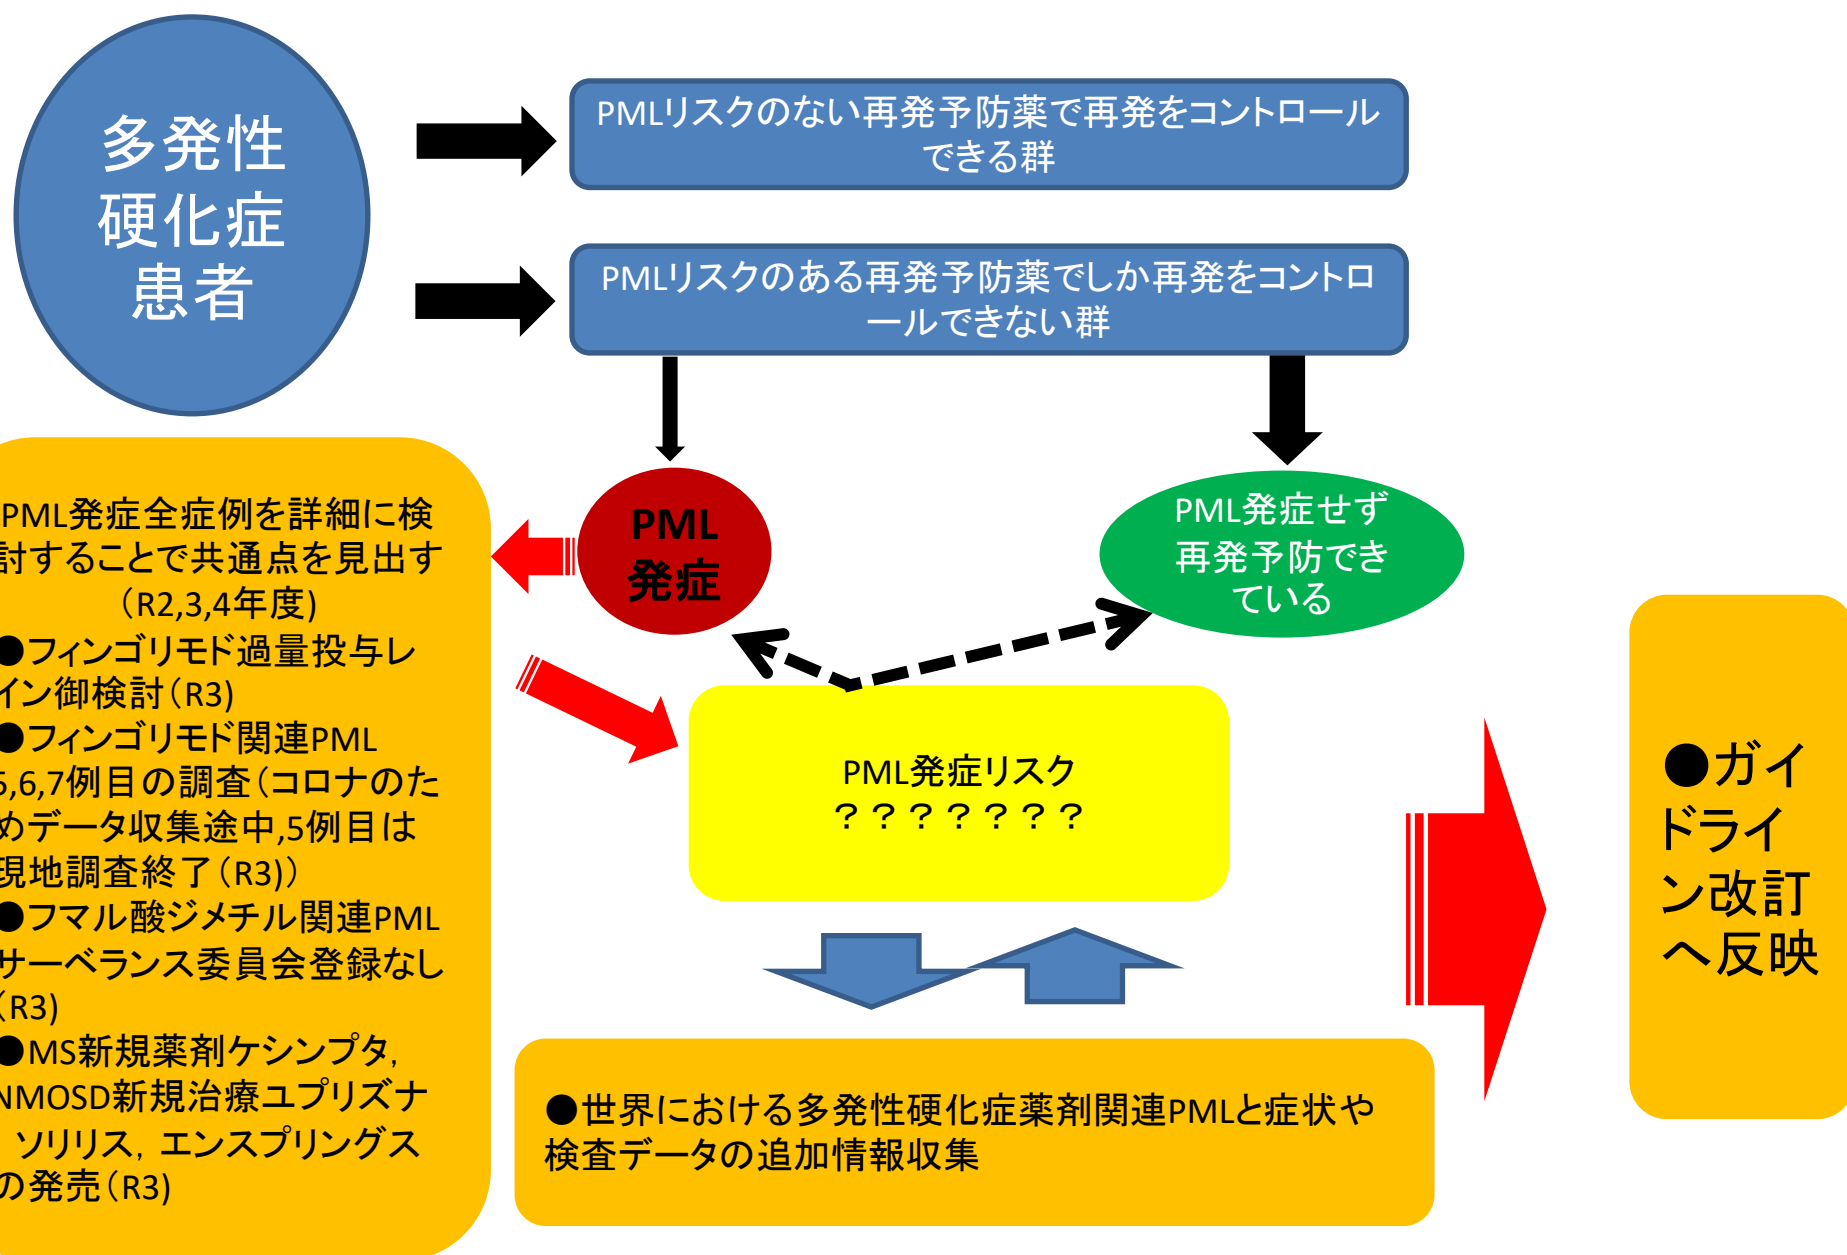 多発性
硬化症
患者
PMLリスクのない再発予防薬で再発をコントロール
できる群
PMLリスクのある再発予防薬でしか再発をコントロ
ールできない群
PML
発症
PML発症せず
再発予防でき
ている
PML発症全症例を詳細に検
討することで共通点を見出す
（R2,3,4年度)
●フィンゴリモド過量投与レ
イン御検討（R3)
●フィンゴリモド関連PML
5,6,7例目の調査（コロナのた
めデータ収集途中,5例目は
現地調査終了（R3)）
●フマル酸ジメチル関連PML
サーベランス委員会登録なし
（R3)
●MS新規薬剤ケシンプタ,
NMOSD新規治療ユプリズナ
，ソリリス，エンスプリングス
の発売（R3)
PML発症リスク
？？？？？？？
●世界における多発性硬化症薬剤関連PMLと症状や
検査データの追加情報収集
●ガイ
ドライ
ン改訂
へ反映